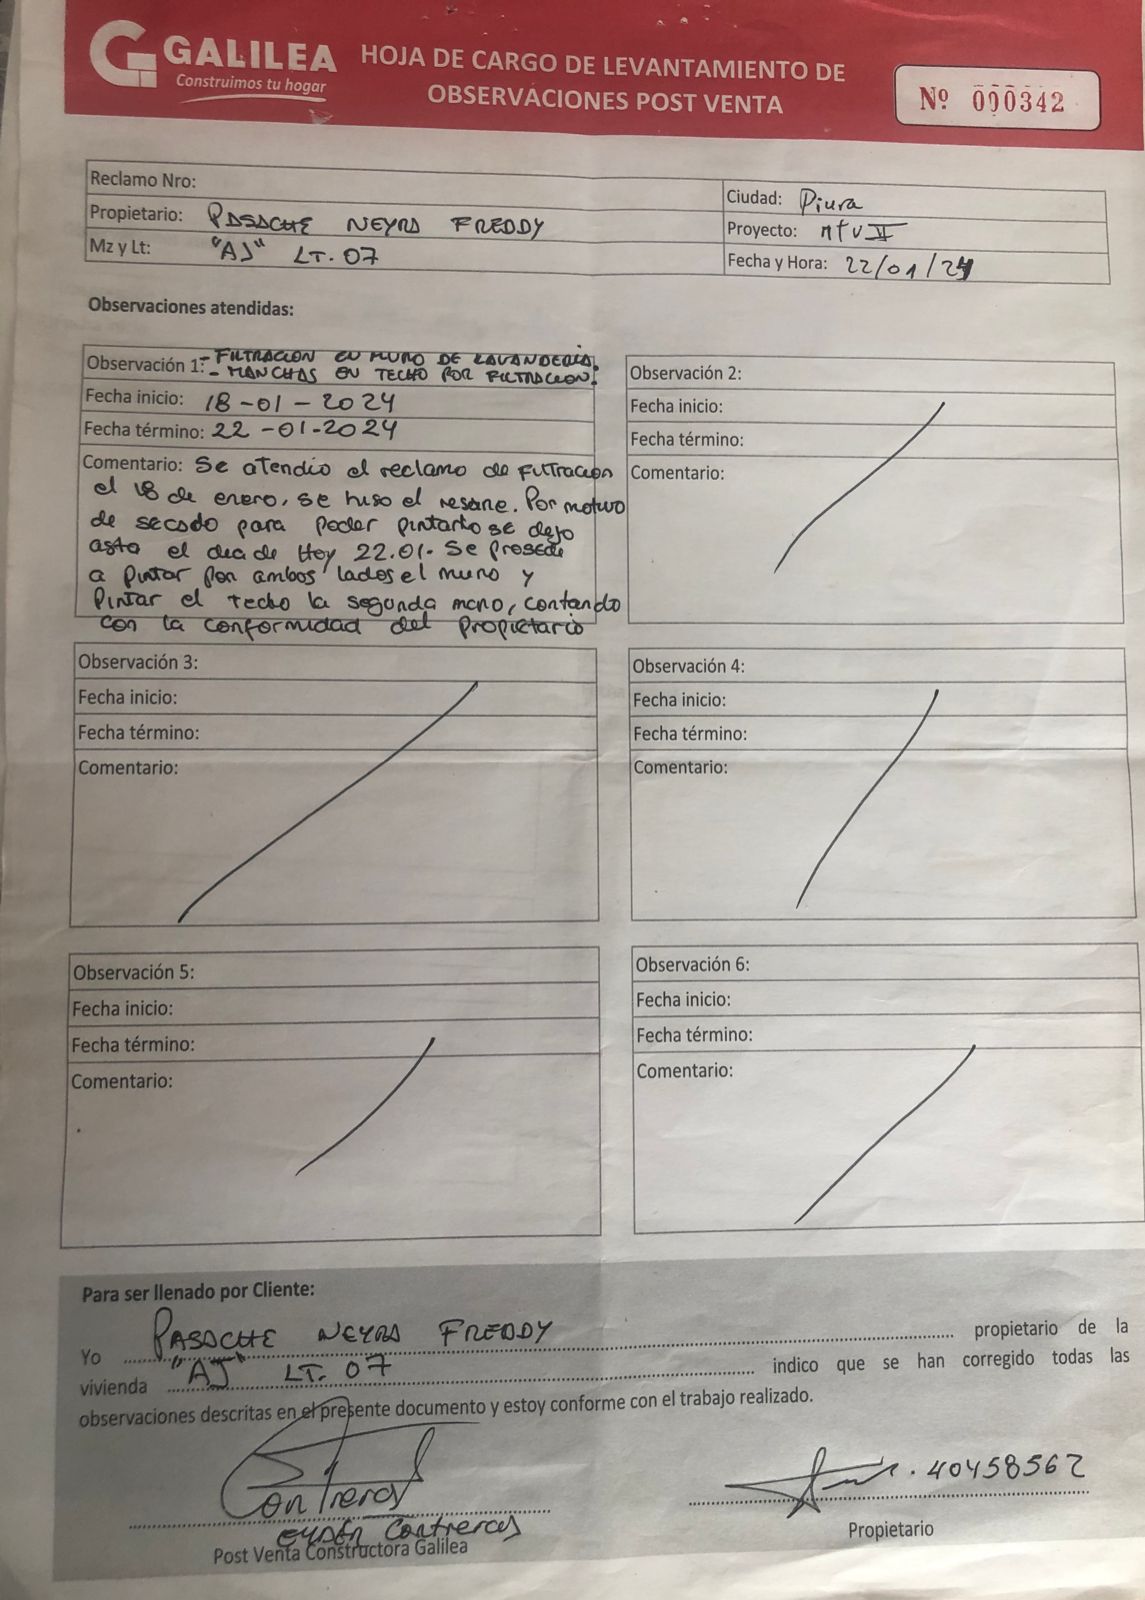 GALILEA
Construimos tu hogar
HOJA DE CARGO DE LEVANTAMIENTO DE
OBSERVACIONES POST VENTA
Nº 000342
Reclamo Nro:
Propietario: PASACHE NEYRA FREDDY
Mz y Lt: "AJ" LT. 07
Ciudad: Piura
Proyecto: ntv II
Fecha y Hora: 22/01/24
Observaciones atendidas:
Observación 1: - FILTRACION EN MURO DE LAVANDERIA.
- MANCHAS EN TECHO POR FILTRACION.
Fecha inicio: 18-01-2024
Fecha término: 22-01-2024
Comentario: Se atendio el reclamo de FILTRACION
el 18 de enero, se hiso el resane. Por motivo
de secado para poder pintarlo se dejo
asta el dia de Hoy 22.01. Se prosede
a pintar por ambos lados el muro y
PINTAR el techo la segunda mano, contando
con la conformidad del Propietario
Observación 2:
Fecha inicio:
Fecha término:
Comentario:
Observación 3:
Fecha inicio:
Fecha término:
Comentario:
Observación 4:
Fecha inicio:
Fecha término:
Comentario:
Observación 5:
Fecha inicio:
Fecha término:
Comentario:
Observación 6:
Fecha inicio:
Fecha término:
Comentario:
Para ser llenado por Cliente:
Yo PASACHE NEYRA FREDDY propietario de la
vivienda "AJ" LT. 07 indico que se han corregido todas las
observaciones descritas en el presente documento y estoy conforme con el trabajo realizado.
Contreras
Contreras
Post Venta Constructora Galilea
40458562
Propietario